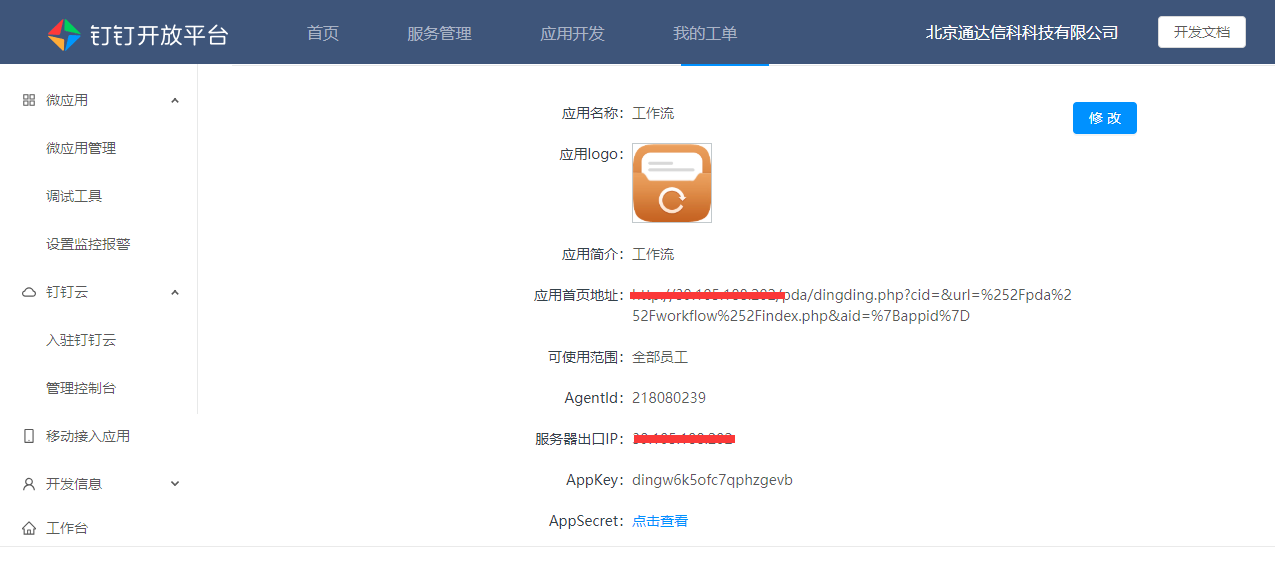 钉钉开放平台 首页 服务管理 应用开发 我的工单 北京通达信科科技有限公司 开发文档
微应用
微应用管理
调试工具
设置监控报警
钉钉云
入驻钉钉云
管理控制台
移动接入应用
开发信息
工作台
应用名称: 工作流
修 改
应用logo:
应用简介: 工作流
应用首页地址: pda/dingding.php?cid=&url=%252Fpda%2
52Fworkflow%252Findex.php&aid=%7Bappid%7D
可使用范围: 全部员工
AgentId: 218080239
服务器出口IP:
AppKey: dingw6k5ofc7qphzgevb
AppSecret: 点击查看